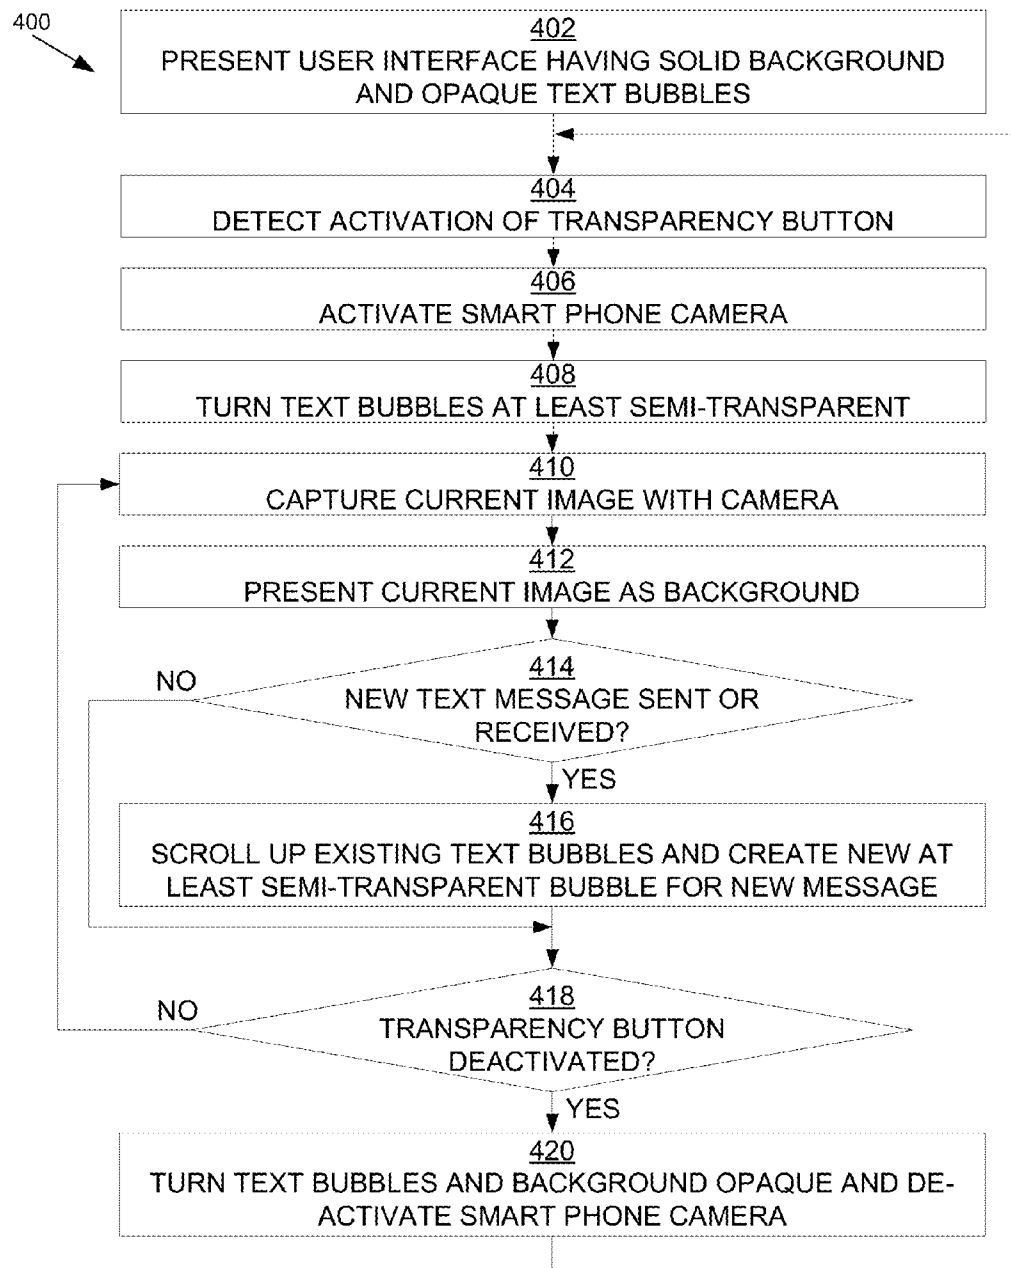 400
402
PRESENT USER INTERFACE HAVING SOLID BACKGROUND
AND OPAQUE TEXT BUBBLES
404
DETECT ACTIVATION OF TRANSPARENCY BUTTON
406
ACTIVATE SMART PHONE CAMERA
408
TURN TEXT BUBBLES AT LEAST SEMI-TRANSPARENT
410
CAPTURE CURRENT IMAGE WITH CAMERA
412
PRESENT CURRENT IMAGE AS BACKGROUND
414
NEW TEXT MESSAGE SENT OR
RECEIVED?
NO
YES
416
SCROLL UP EXISTING TEXT BUBBLES AND CREATE NEW AT
LEAST SEMI-TRANSPARENT BUBBLE FOR NEW MESSAGE
418
TRANSPARENCY BUTTON
DEACTIVATED?
NO
YES
420
TURN TEXT BUBBLES AND BACKGROUND OPAQUE AND DE-
ACTIVATE SMART PHONE CAMERA